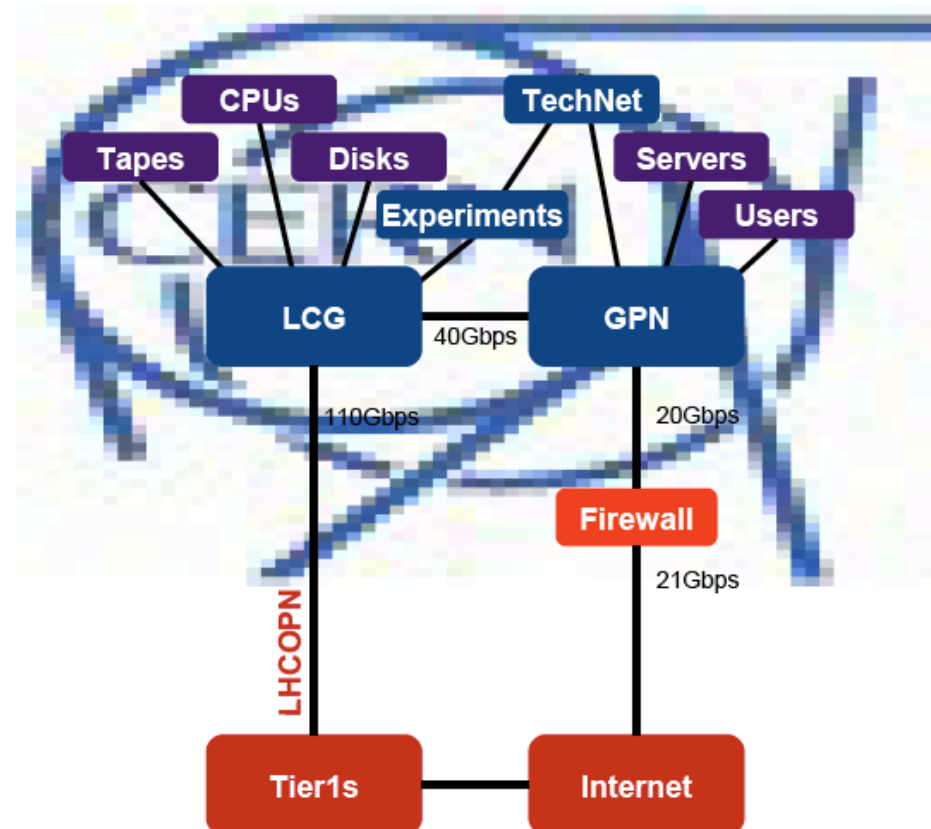 CPUs
TechNet
Tapes
Disks
Servers
Experiments
Users
LCG
GPN
40Gbps
110Gbps
20Gbps
Firewall
21Gbps
LHCOPN
Tier1s
Internet